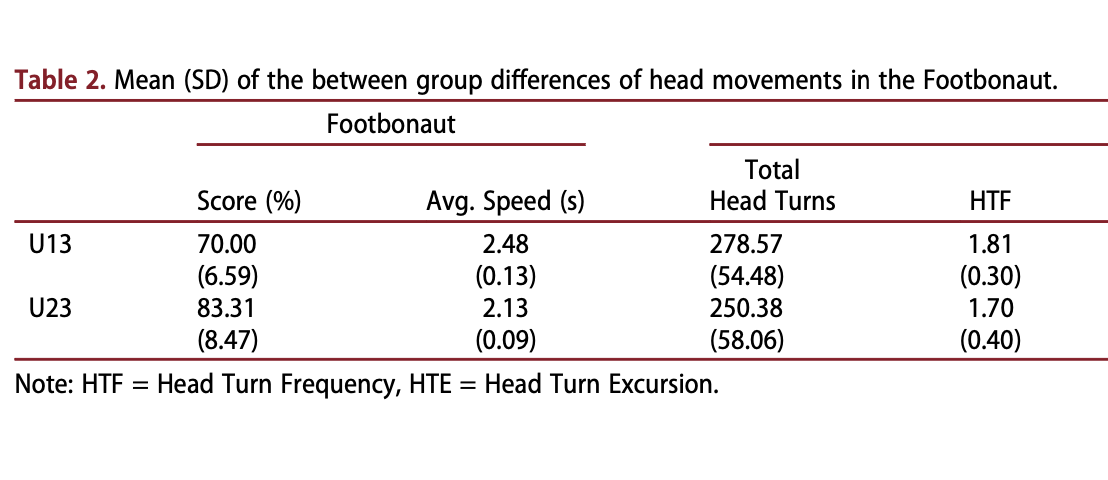 Table 2. Mean (SD) of the between group differences of head movements in the Footbonaut.
Footbonaut
Total
Score (%) Avg. Speed (s) Head Turns HTF
U13 70.00 2.48 278.57 1.81
(6.59) (0.13) (54.48) (0.30)
U23 83.31 2.13 250.38 1.70
(8.47) (0.09) (58.06) (0.40)
Note: HTF = Head Turn Frequency, HTE = Head Turn Excursion.